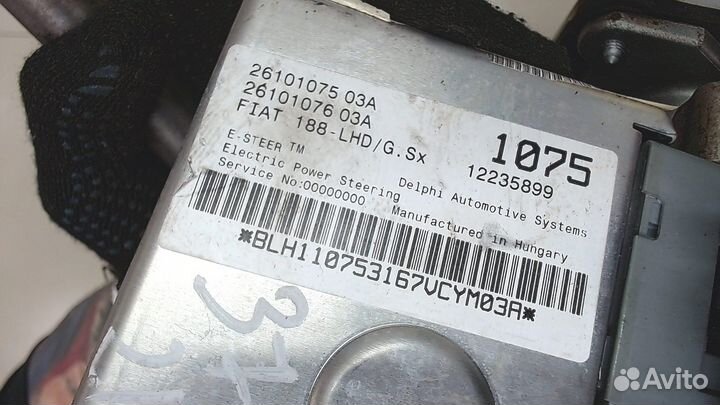 26101075 03A
26101076 03A
FIAT 188-LHD/G.Sx
1075
12235899
E-STEER TM
Electric Power Steering
Delphi Automotive Systems
Service No:00000000
Manufactured in Hungary
*BLH110753167VCYM03A*
Avito